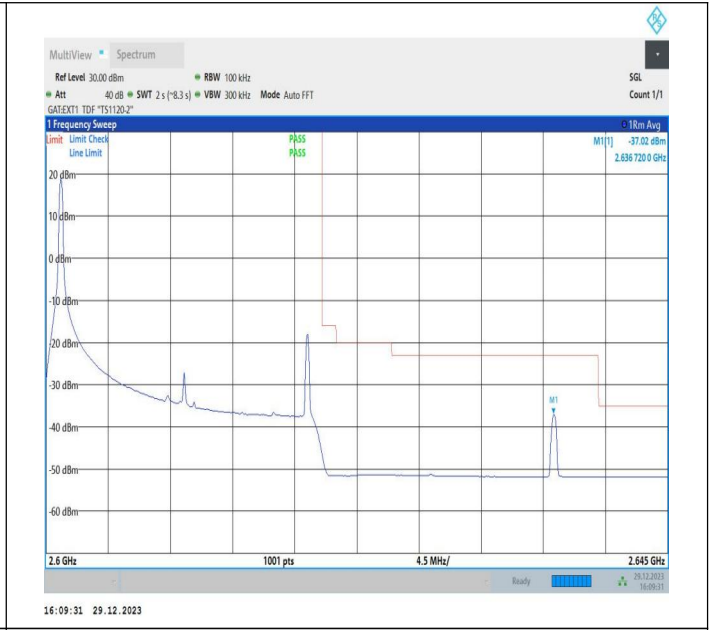 R&S
MultiView Spectrum
Ref Level 30.00 dBm RBW 100 kHz SGL
Att 40 dB SWT 2 s (~8.3 s) VBW 300 kHz Mode Auto FFT Count 1/1
GAT:EXT1 TDF "TS1120-2"
1 Frequency Sweep 1Rm Avg
Limit Limit Check PASS M1[1] -37.02 dBm
Line Limit PASS 2.636 720 0 GHz
20 dBm
10 dBm
0 dBm
-10 dBm
-20 dBm
-30 dBm
M1
-40 dBm
-50 dBm
-60 dBm
2.6 GHz 1001 pts 4.5 MHz/ 2.645 GHz
Ready 29.12.2023
16:09:31
16:09:31 29.12.2023